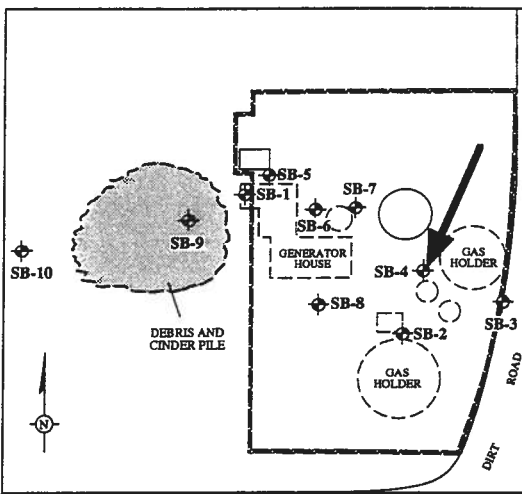 SB-5
SB-1
SB-7
SB-6
SB-9
SB-10
GENERATOR
HOUSE
SB-4
GAS
HOLDER
SB-8
SB-3
DEBRIS AND
CINDER PILE
SB-2
GAS
HOLDER
ROAD
DIRT
N